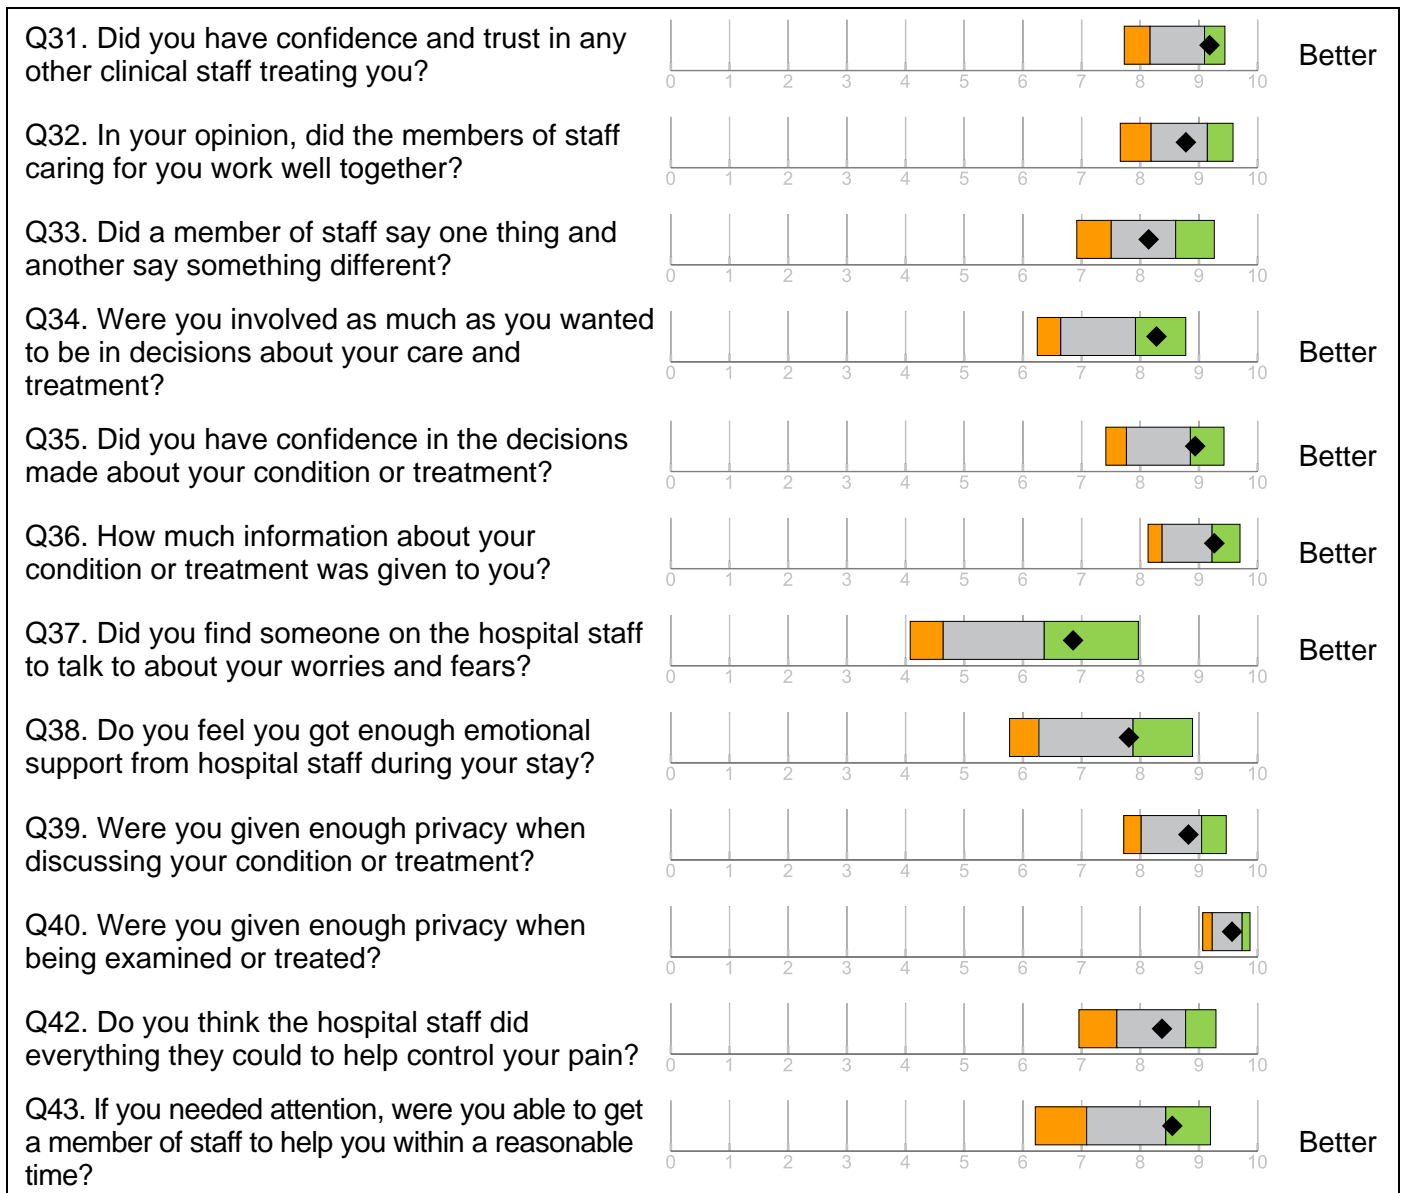 Q31. Did you have confidence and trust in any
other clinical staff treating you?
0 1 2 3 4 5 6 7 8 9 10
Better
Q32. In your opinion, did the members of staff
caring for you work well together?
0 1 2 3 4 5 6 7 8 9 10
Q33. Did a member of staff say one thing and
another say something different?
0 1 2 3 4 5 6 7 8 9 10
Q34. Were you involved as much as you wanted
to be in decisions about your care and
treatment?
0 1 2 3 4 5 6 7 8 9 10
Better
Q35. Did you have confidence in the decisions
made about your condition or treatment?
0 1 2 3 4 5 6 7 8 9 10
Better
Q36. How much information about your
condition or treatment was given to you?
0 1 2 3 4 5 6 7 8 9 10
Better
Q37. Did you find someone on the hospital staff
to talk to about your worries and fears?
0 1 2 3 4 5 6 7 8 9 10
Better
Q38. Do you feel you got enough emotional
support from hospital staff during your stay?
0 1 2 3 4 5 6 7 8 9 10
Q39. Were you given enough privacy when
discussing your condition or treatment?
0 1 2 3 4 5 6 7 8 9 10
Q40. Were you given enough privacy when
being examined or treated?
0 1 2 3 4 5 6 7 8 9 10
Q42. Do you think the hospital staff did
everything they could to help control your pain?
0 1 2 3 4 5 6 7 8 9 10
Q43. If you needed attention, were you able to get
a member of staff to help you within a reasonable
time?
0 1 2 3 4 5 6 7 8 9 10
Better